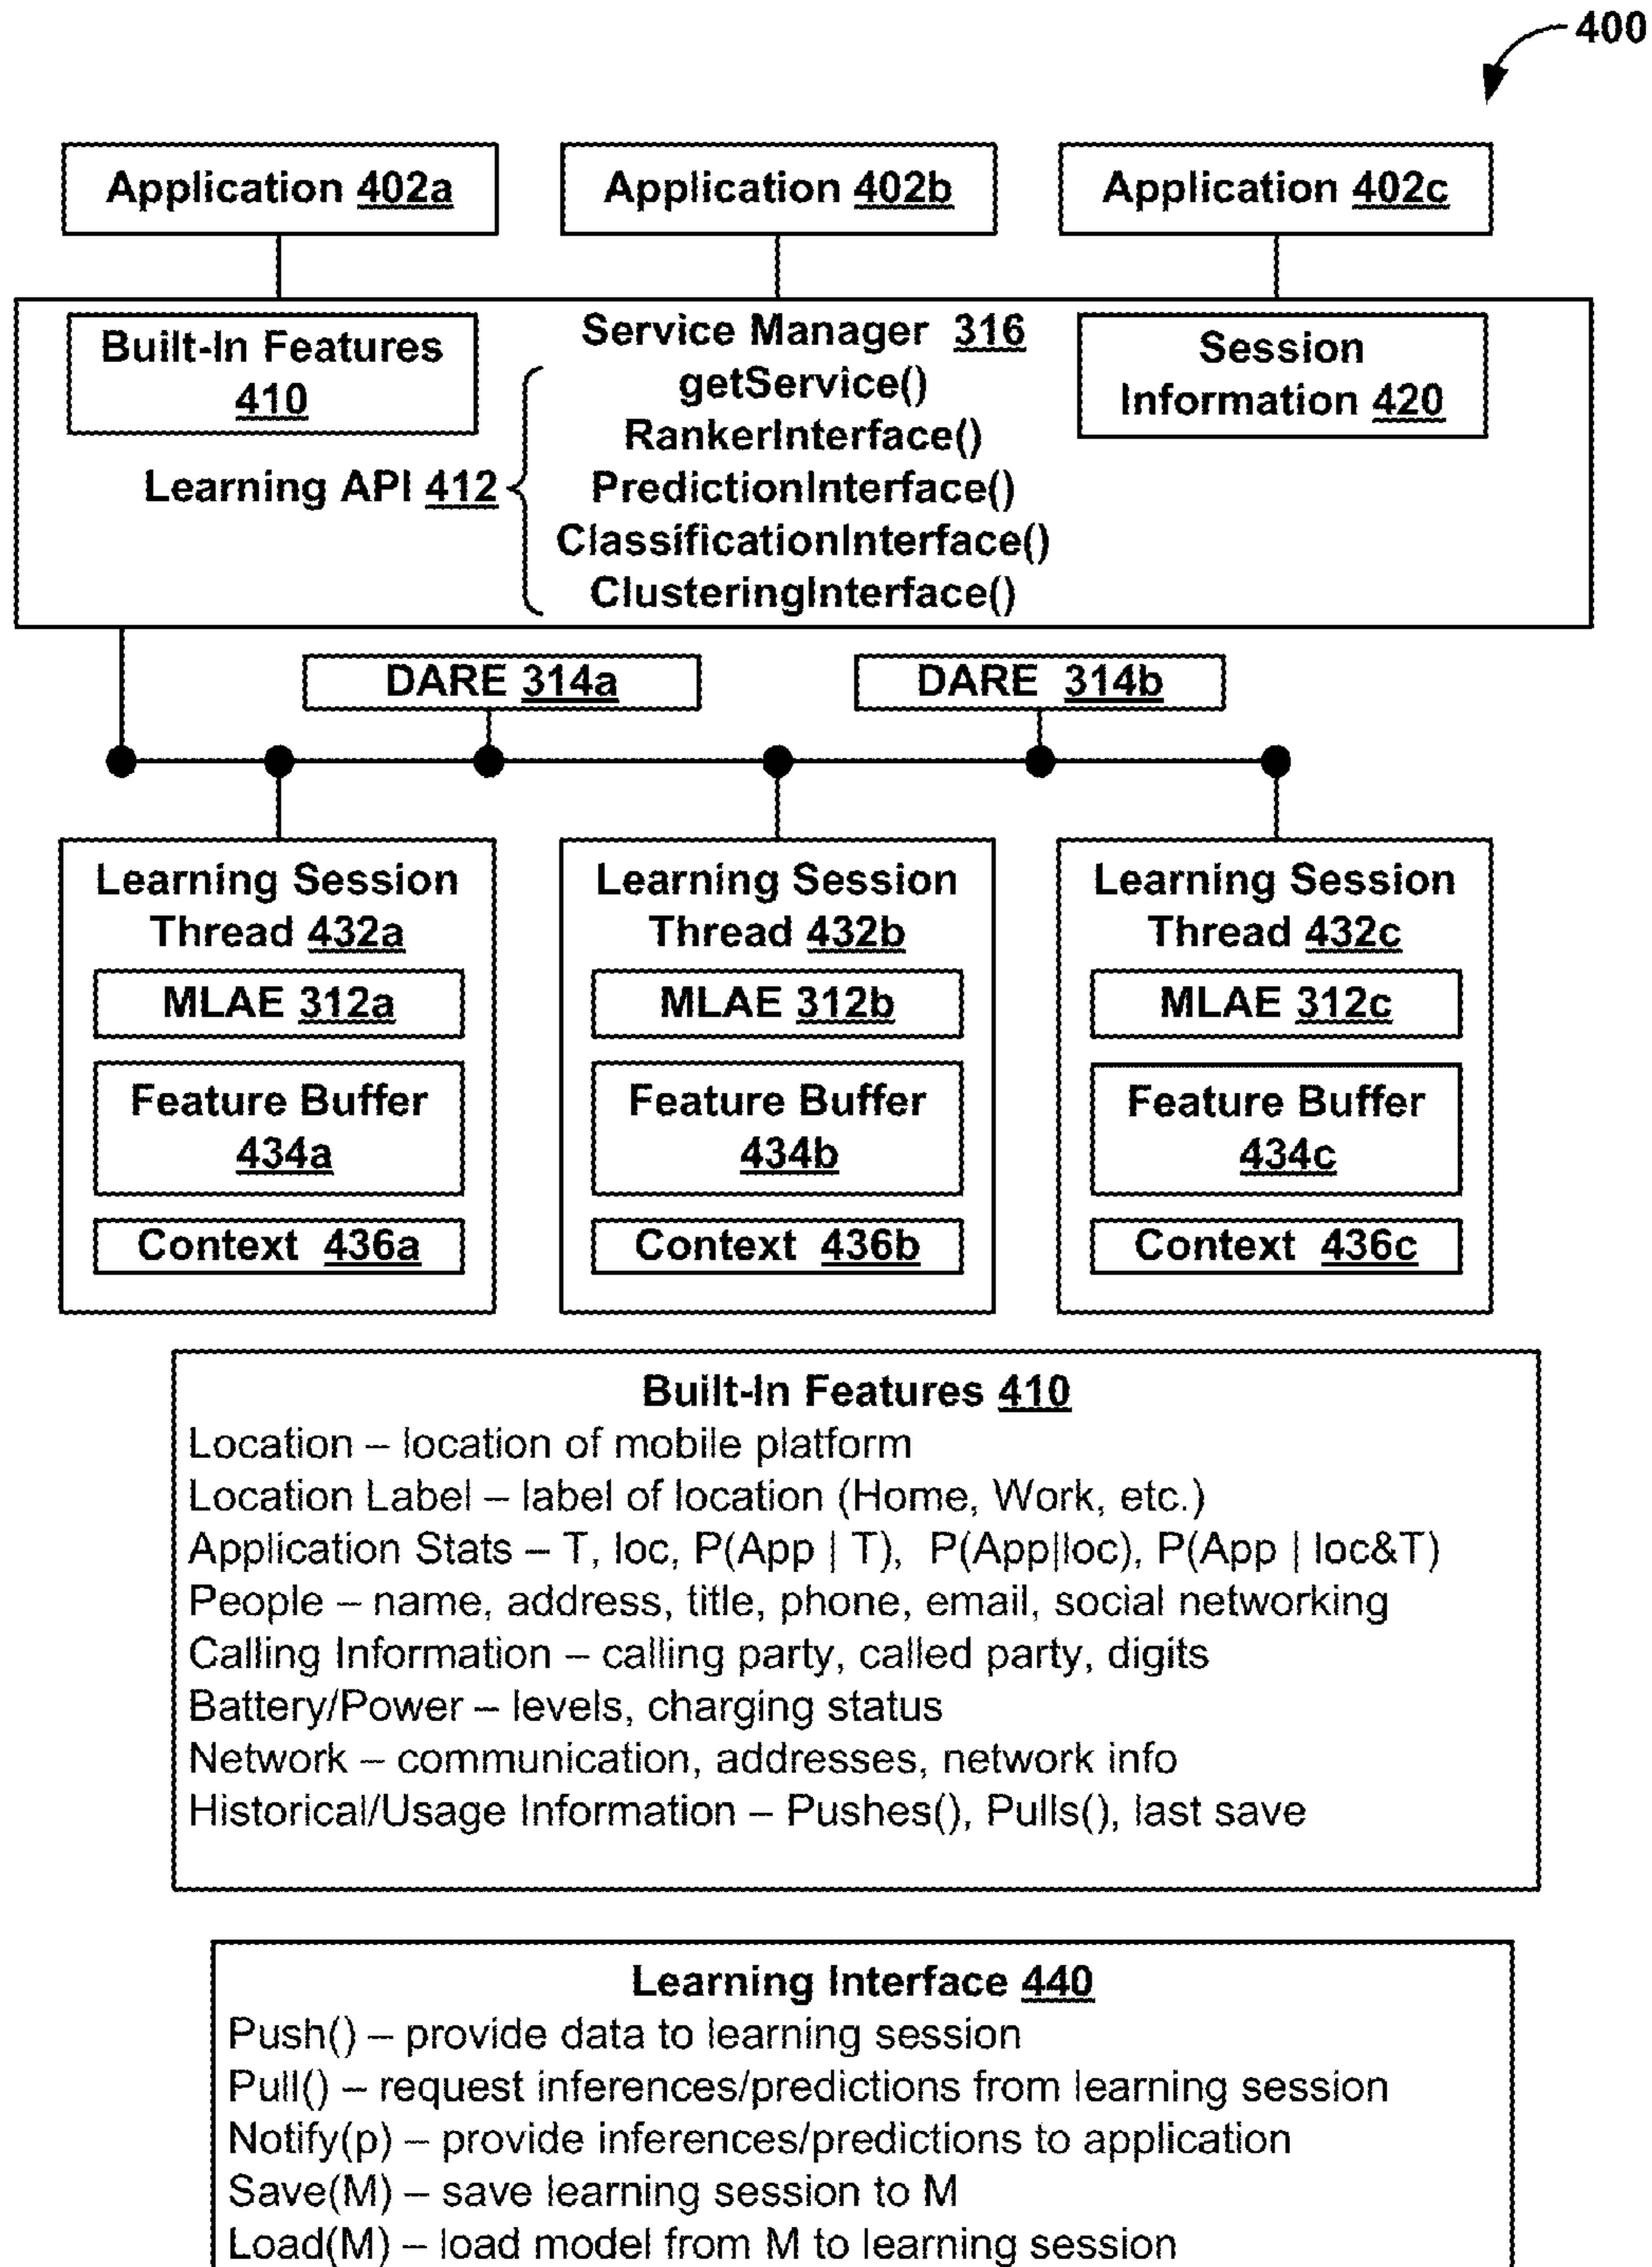 400
Application 402a
Application 402b
Application 402c
Built-In Features
410
Service Manager 316
getService()
RankerInterface()
PredictionInterface()
ClassificationInterface()
ClusteringInterface()
Learning API 412
Session
Information 420
DARE 314a
DARE 314b
Learning Session
Thread 432a
MLAE 312a
Feature Buffer
434a
Context 436a
Learning Session
Thread 432b
MLAE 312b
Feature Buffer
434b
Context 436b
Learning Session
Thread 432c
MLAE 312c
Feature Buffer
434c
Context 436c
Built-In Features 410
Location – location of mobile platform
Location Label – label of location (Home, Work, etc.)
Application Stats – T, loc, P(App | T), P(App|loc), P(App | loc&T)
People – name, address, title, phone, email, social networking
Calling Information – calling party, called party, digits
Battery/Power – levels, charging status
Network – communication, addresses, network info
Historical/Usage Information – Pushes(), Pulls(), last save
Learning Interface 440
Push() – provide data to learning session
Pull() – request inferences/predictions from learning session
Notify(p) – provide inferences/predictions to application
Save(M) – save learning session to M
Load(M) – load model from M to learning session